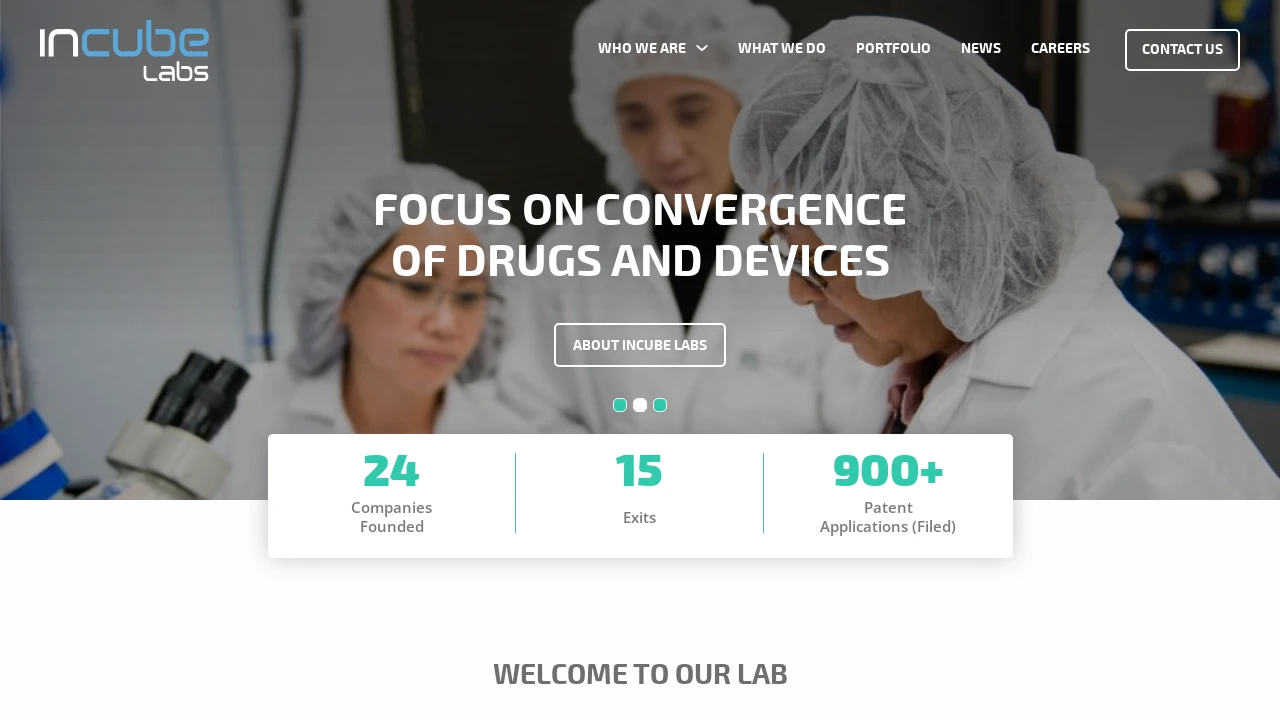 incube
Labs
WHO WE ARE
WHAT WE DO
PORTFOLIO
NEWS
CAREERS
CONTACT US
FOCUS ON CONVERGENCE
OF DRUGS AND DEVICES
ABOUT INCUBE LABS
24
Companies
Founded
15
Exits
900+
Patent
Applications (Filed)
WELCOME TO OUR LAB